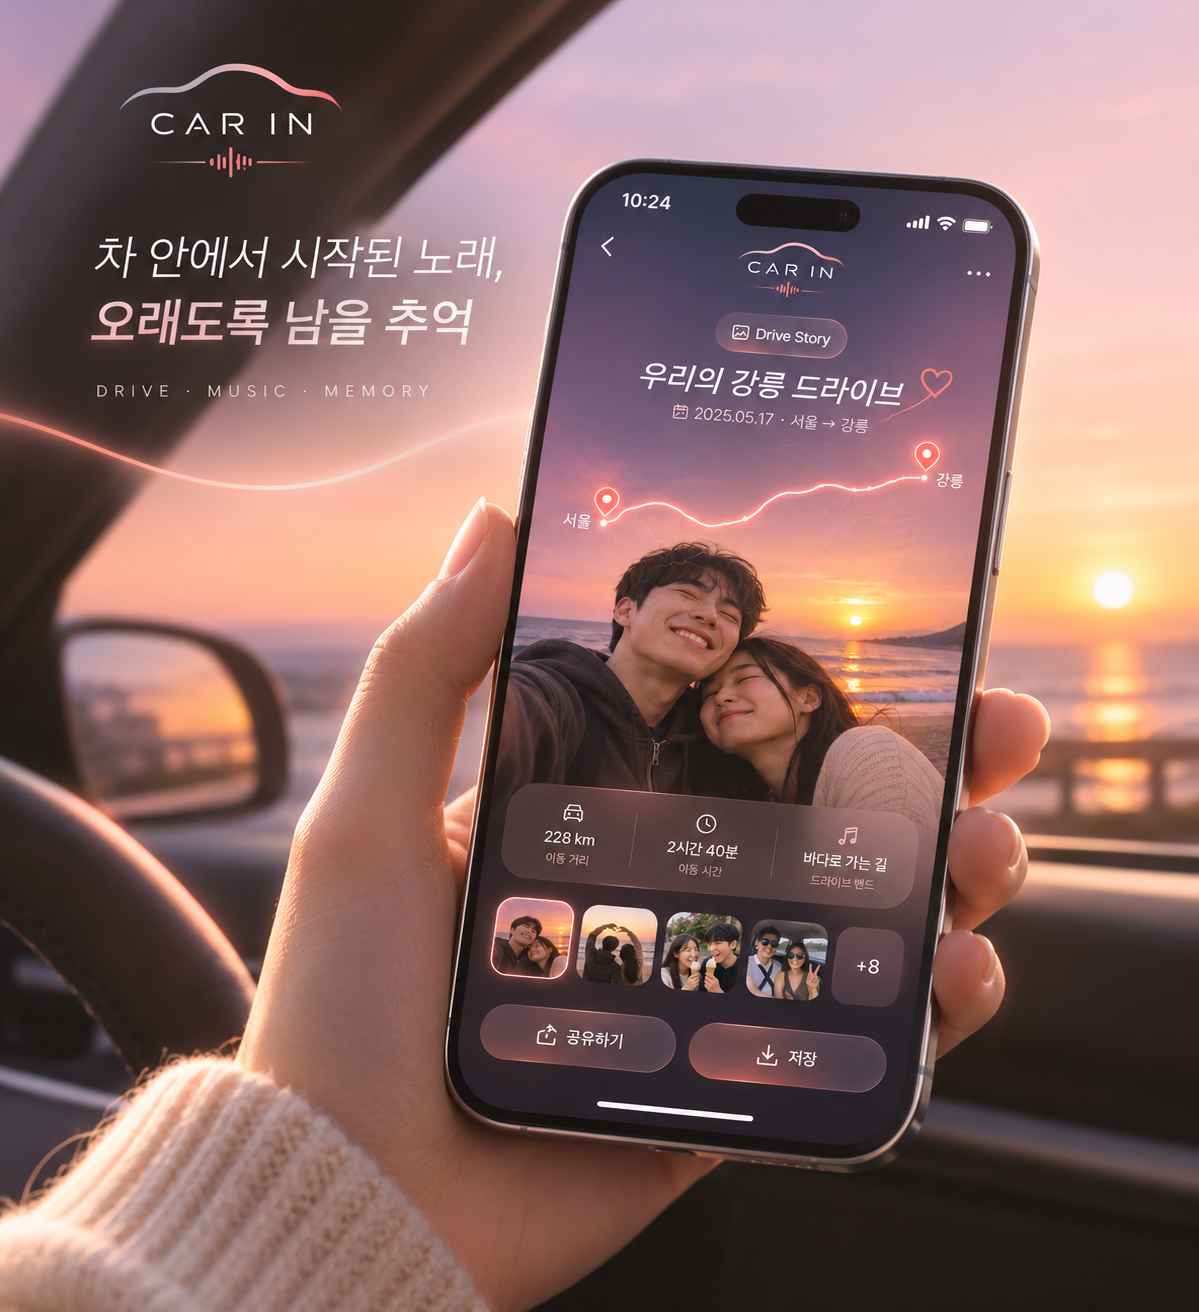 CAR IN
차 안에서 시작된 노래,
오래도록 남을 추억
DRIVE · MUSIC · MEMORY
10:24
CAR IN
Drive Story
우리의 강릉 드라이브
2025.05.17 · 서울 → 강릉
강릉
서울
228 km
이동 거리
2시간 40분
이동 시간
바다로 가는 길
드라이브 밴드
+8
공유하기
저장